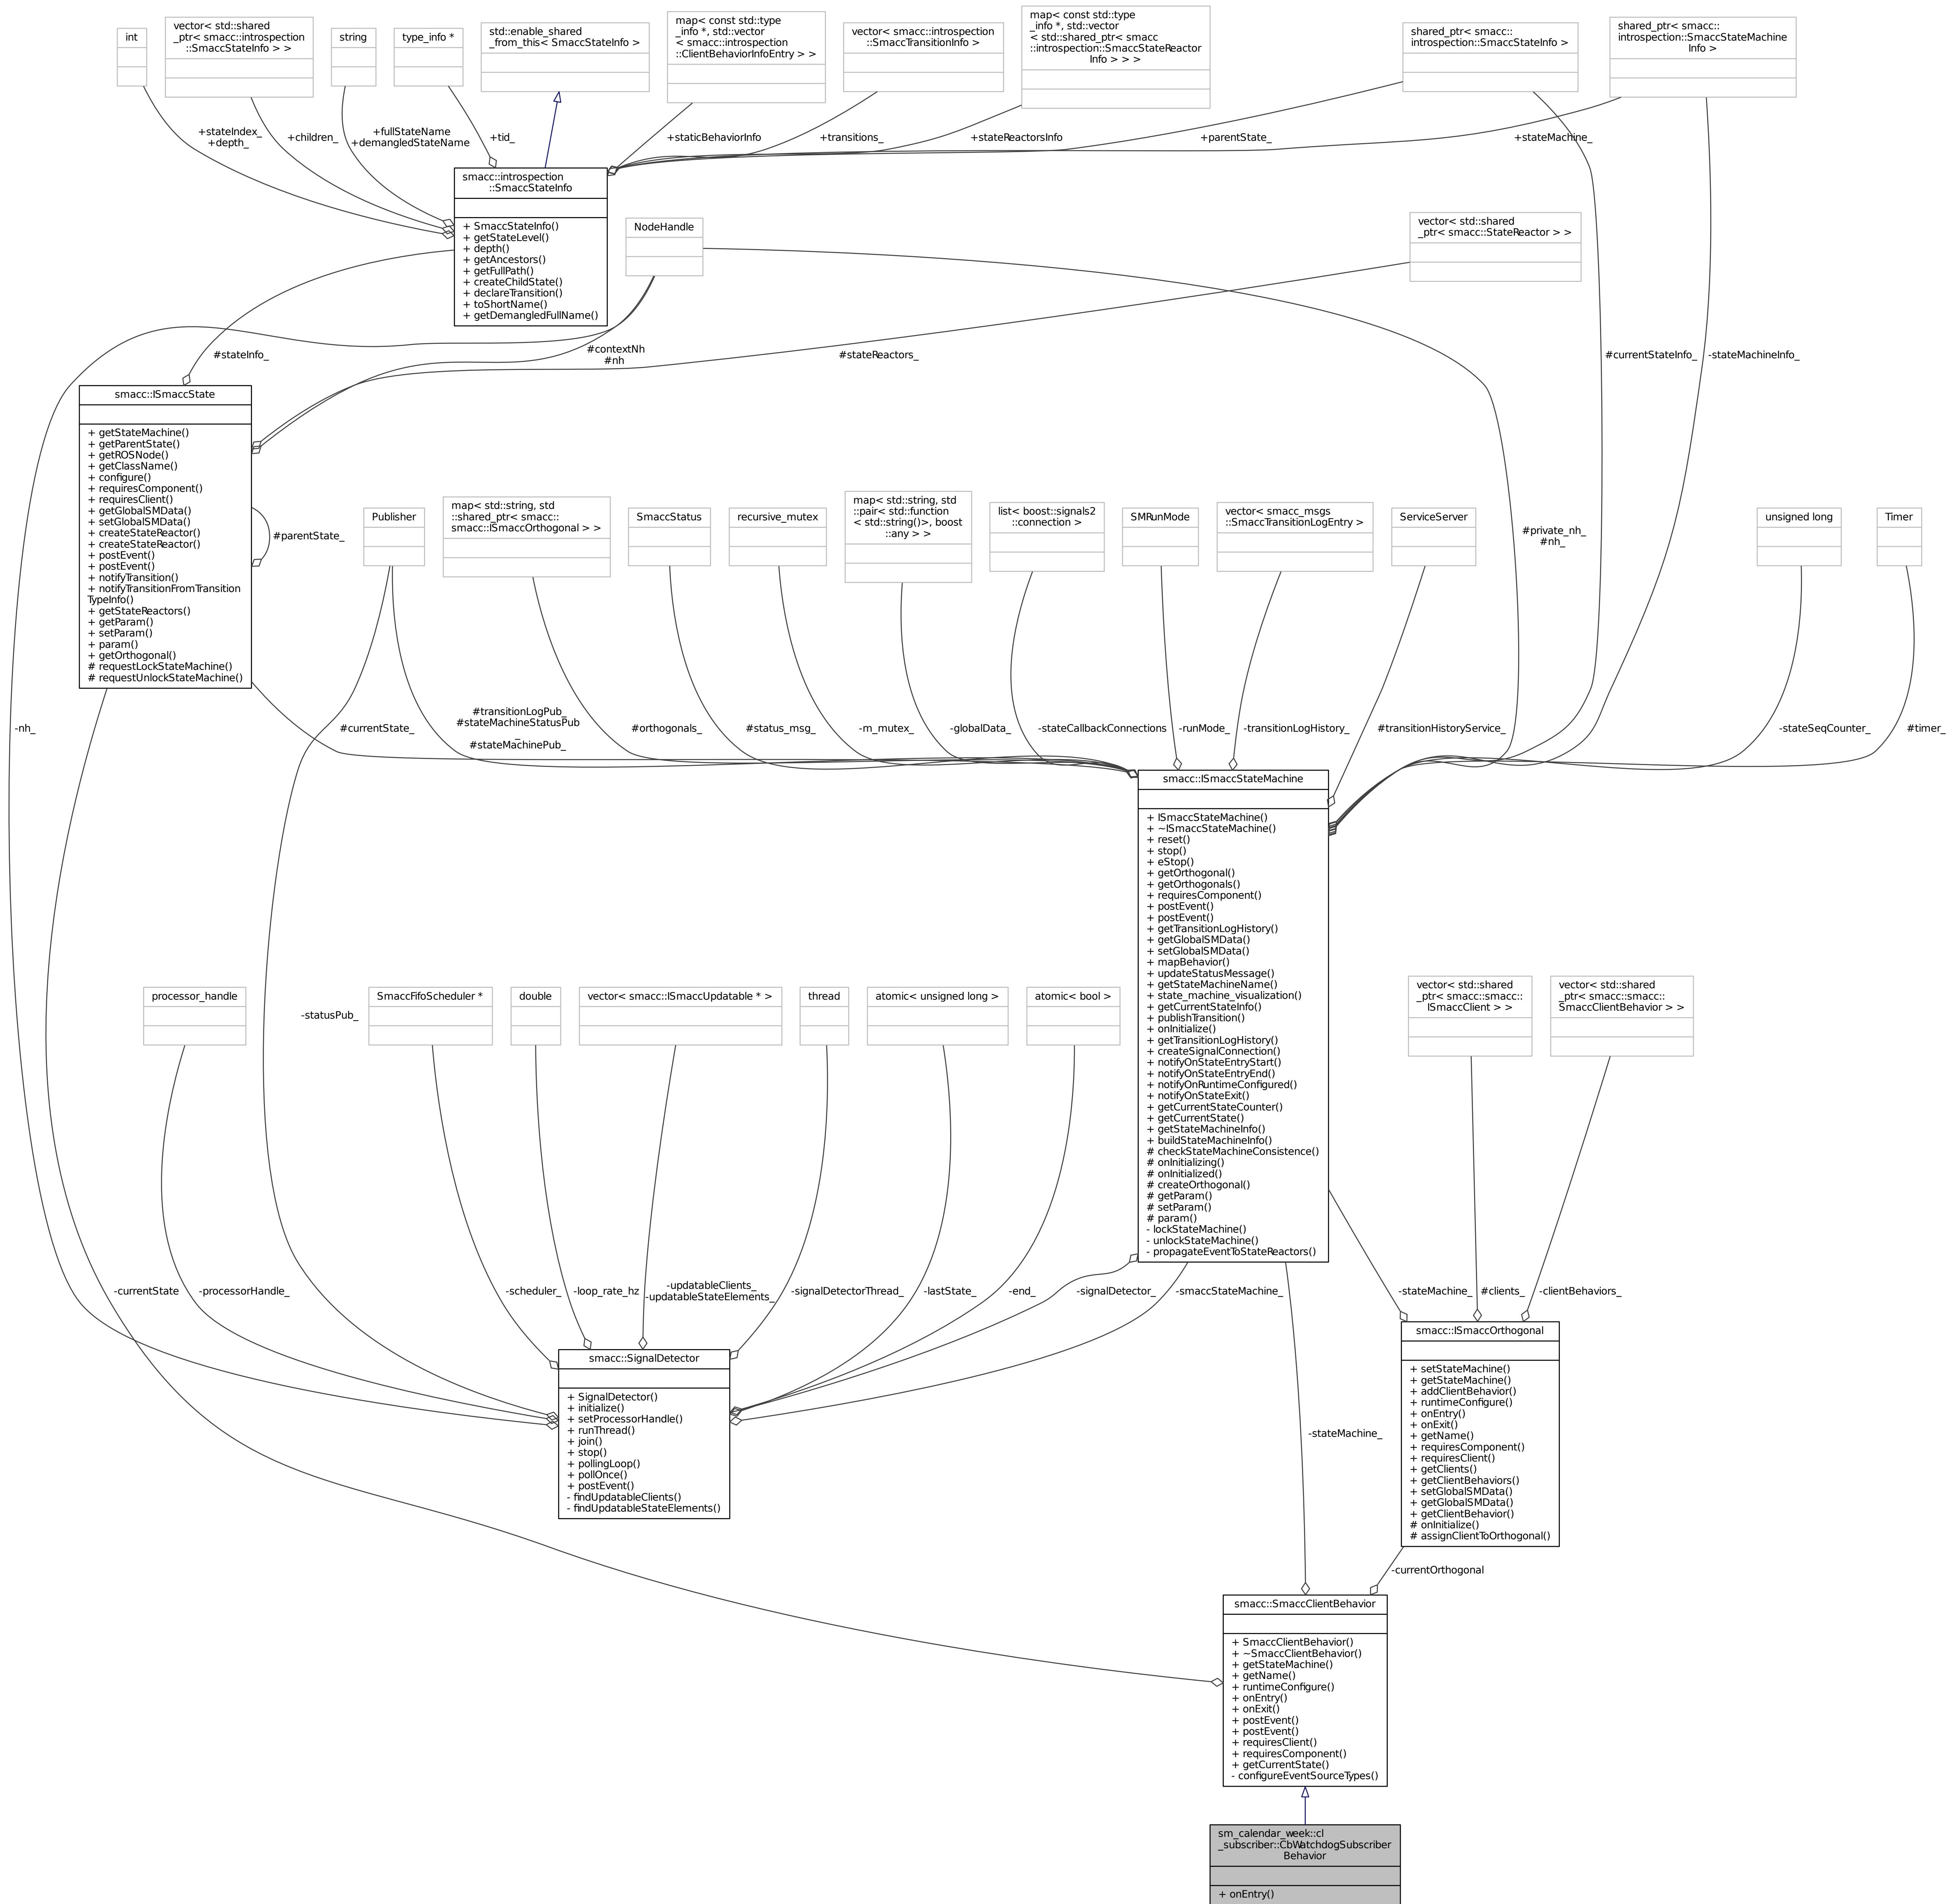 int
vector< std::shared
_ptr< smacc::introspection
::SmaccStateInfo > >
string
type_info *
std::enable_shared
_from_this< SmaccStateInfo >
map< const std::type
_info *, std::vector
< smacc::introspection
::ClientBehaviorInfoEntry > >
vector< smacc::introspection
::SmaccTransitionInfo >
map< const std::type
_info *, std::vector
< std::shared_ptr< smacc
::introspection::SmaccStateReactor
Info > > >
shared_ptr< smacc::
introspection::SmaccStateInfo >
shared_ptr< smacc::
introspection::SmaccStateMachine
Info >
+stateIndex_
+depth_
+children_
+fullStateName
+demangledStateName
+tid_
+staticBehaviorInfo
+transitions_
+stateReactorsInfo
+parentState_
+stateMachine_
smacc::introspection
::SmaccStateInfo
+ SmaccStateInfo()
+ getStateLevel()
+ depth()
+ getAncestors()
+ getFullPath()
+ createChildState()
+ declareTransition()
+ toShortName()
+ getDemangledFullName()
NodeHandle
vector< std::shared
_ptr< smacc::StateReactor > >
#stateInfo_
#contextNh
#nh
#stateReactors_
#currentStateInfo_
-stateMachineInfo_
smacc::ISmaccState
+ getStateMachine()
+ getParentState()
+ getROSNode()
+ getClassName()
+ configure()
+ requiresComponent()
+ requiresClient()
+ getGlobalSMData()
+ setGlobalSMData()
+ createStateReactor()
+ createStateReactor()
+ postEvent()
+ postEvent()
+ notifyTransition()
+ notifyTransitionFromTransition
TypeInfo()
+ getStateReactors()
+ getParam()
+ setParam()
+ param()
+ getOrthogonal()
# requestLockStateMachine()
# requestUnlockStateMachine()
#parentState_
Publisher
map< std::string, std
::shared_ptr< smacc::
smacc::ISmaccOrthogonal > >
SmaccStatus
recursive_mutex
map< std::string, std
::pair< std::function
< std::string()>, boost
::any > >
list< boost::signals2
::connection >
SMRunMode
vector< smacc_msgs
::SmaccTransitionLogEntry >
ServiceServer
#private_nh_
#nh_
unsigned long
Timer
-nh_
#currentState_
#transitionLogPub_
#stateMachineStatusPub
_
#stateMachinePub_
#orthogonals_
#status_msg_
-m_mutex_
-globalData_
-stateCallbackConnections
-runMode_
-transitionLogHistory_
#transitionHistoryService_
-stateSeqCounter_
#timer_
smacc::ISmaccStateMachine
+ ISmaccStateMachine()
+ ~ISmaccStateMachine()
+ reset()
+ stop()
+ eStop()
+ getOrthogonal()
+ getOrthogonals()
+ requiresComponent()
+ postEvent()
+ postEvent()
+ getTransitionLogHistory()
+ getGlobalSMData()
+ setGlobalSMData()
+ mapBehavior()
+ updateStatusMessage()
+ getStateMachineName()
+ state_machine_visualization()
+ getCurrentStateInfo()
+ publishTransition()
+ onInitialize()
+ getTransitionLogHistory()
+ createSignalConnection()
+ notifyOnStateEntryStart()
+ notifyOnStateEntryEnd()
+ notifyOnRuntimeConfigured()
+ notifyOnStateExit()
+ getCurrentStateCounter()
+ getCurrentState()
+ getStateMachineInfo()
+ buildStateMachineInfo()
# checkStateMachineConsistence()
# onInitializing()
# onInitialized()
# createOrthogonal()
# getParam()
# setParam()
# param()
- lockStateMachine()
- unlockStateMachine()
- propagateEventToStateReactors()
processor_handle
-statusPub_
SmaccFifoScheduler *
double
vector< smacc::ISmaccUpdatable * >
thread
atomic< unsigned long >
atomic< bool >
vector< std::shared
_ptr< smacc::smacc::
ISmaccClient > >
vector< std::shared
_ptr< smacc::smacc::
SmaccClientBehavior > >
-currentState
-processorHandle_
-scheduler_
-loop_rate_hz
-updatableClients_
-updatableStateElements_
-signalDetectorThread_
-lastState_
-end_
-signalDetector_
-smaccStateMachine_
-stateMachine_
#clients_
-clientBehaviors_
smacc::SignalDetector
+ SignalDetector()
+ initialize()
+ setProcessorHandle()
+ runThread()
+ join()
+ stop()
+ pollingLoop()
+ pollOnce()
+ postEvent()
- findUpdatableClients()
- findUpdatableStateElements()
-stateMachine_
smacc::ISmaccOrthogonal
+ setStateMachine()
+ getStateMachine()
+ addClientBehavior()
+ runtimeConfigure()
+ onEntry()
+ onExit()
+ getName()
+ requiresComponent()
+ requiresClient()
+ getClients()
+ getClientBehaviors()
+ setGlobalSMData()
+ getGlobalSMData()
+ getClientBehavior()
# onInitialize()
# assignClientToOrthogonal()
-currentOrthogonal
smacc::SmaccClientBehavior
+ SmaccClientBehavior()
+ ~SmaccClientBehavior()
+ getStateMachine()
+ getName()
+ runtimeConfigure()
+ onEntry()
+ onExit()
+ postEvent()
+ postEvent()
+ requiresClient()
+ requiresComponent()
+ getCurrentState()
- configureEventSourceTypes()
sm_calendar_week::cl
_subscriber::CbWatchdogSubscriber
Behavior
+ onEntry()